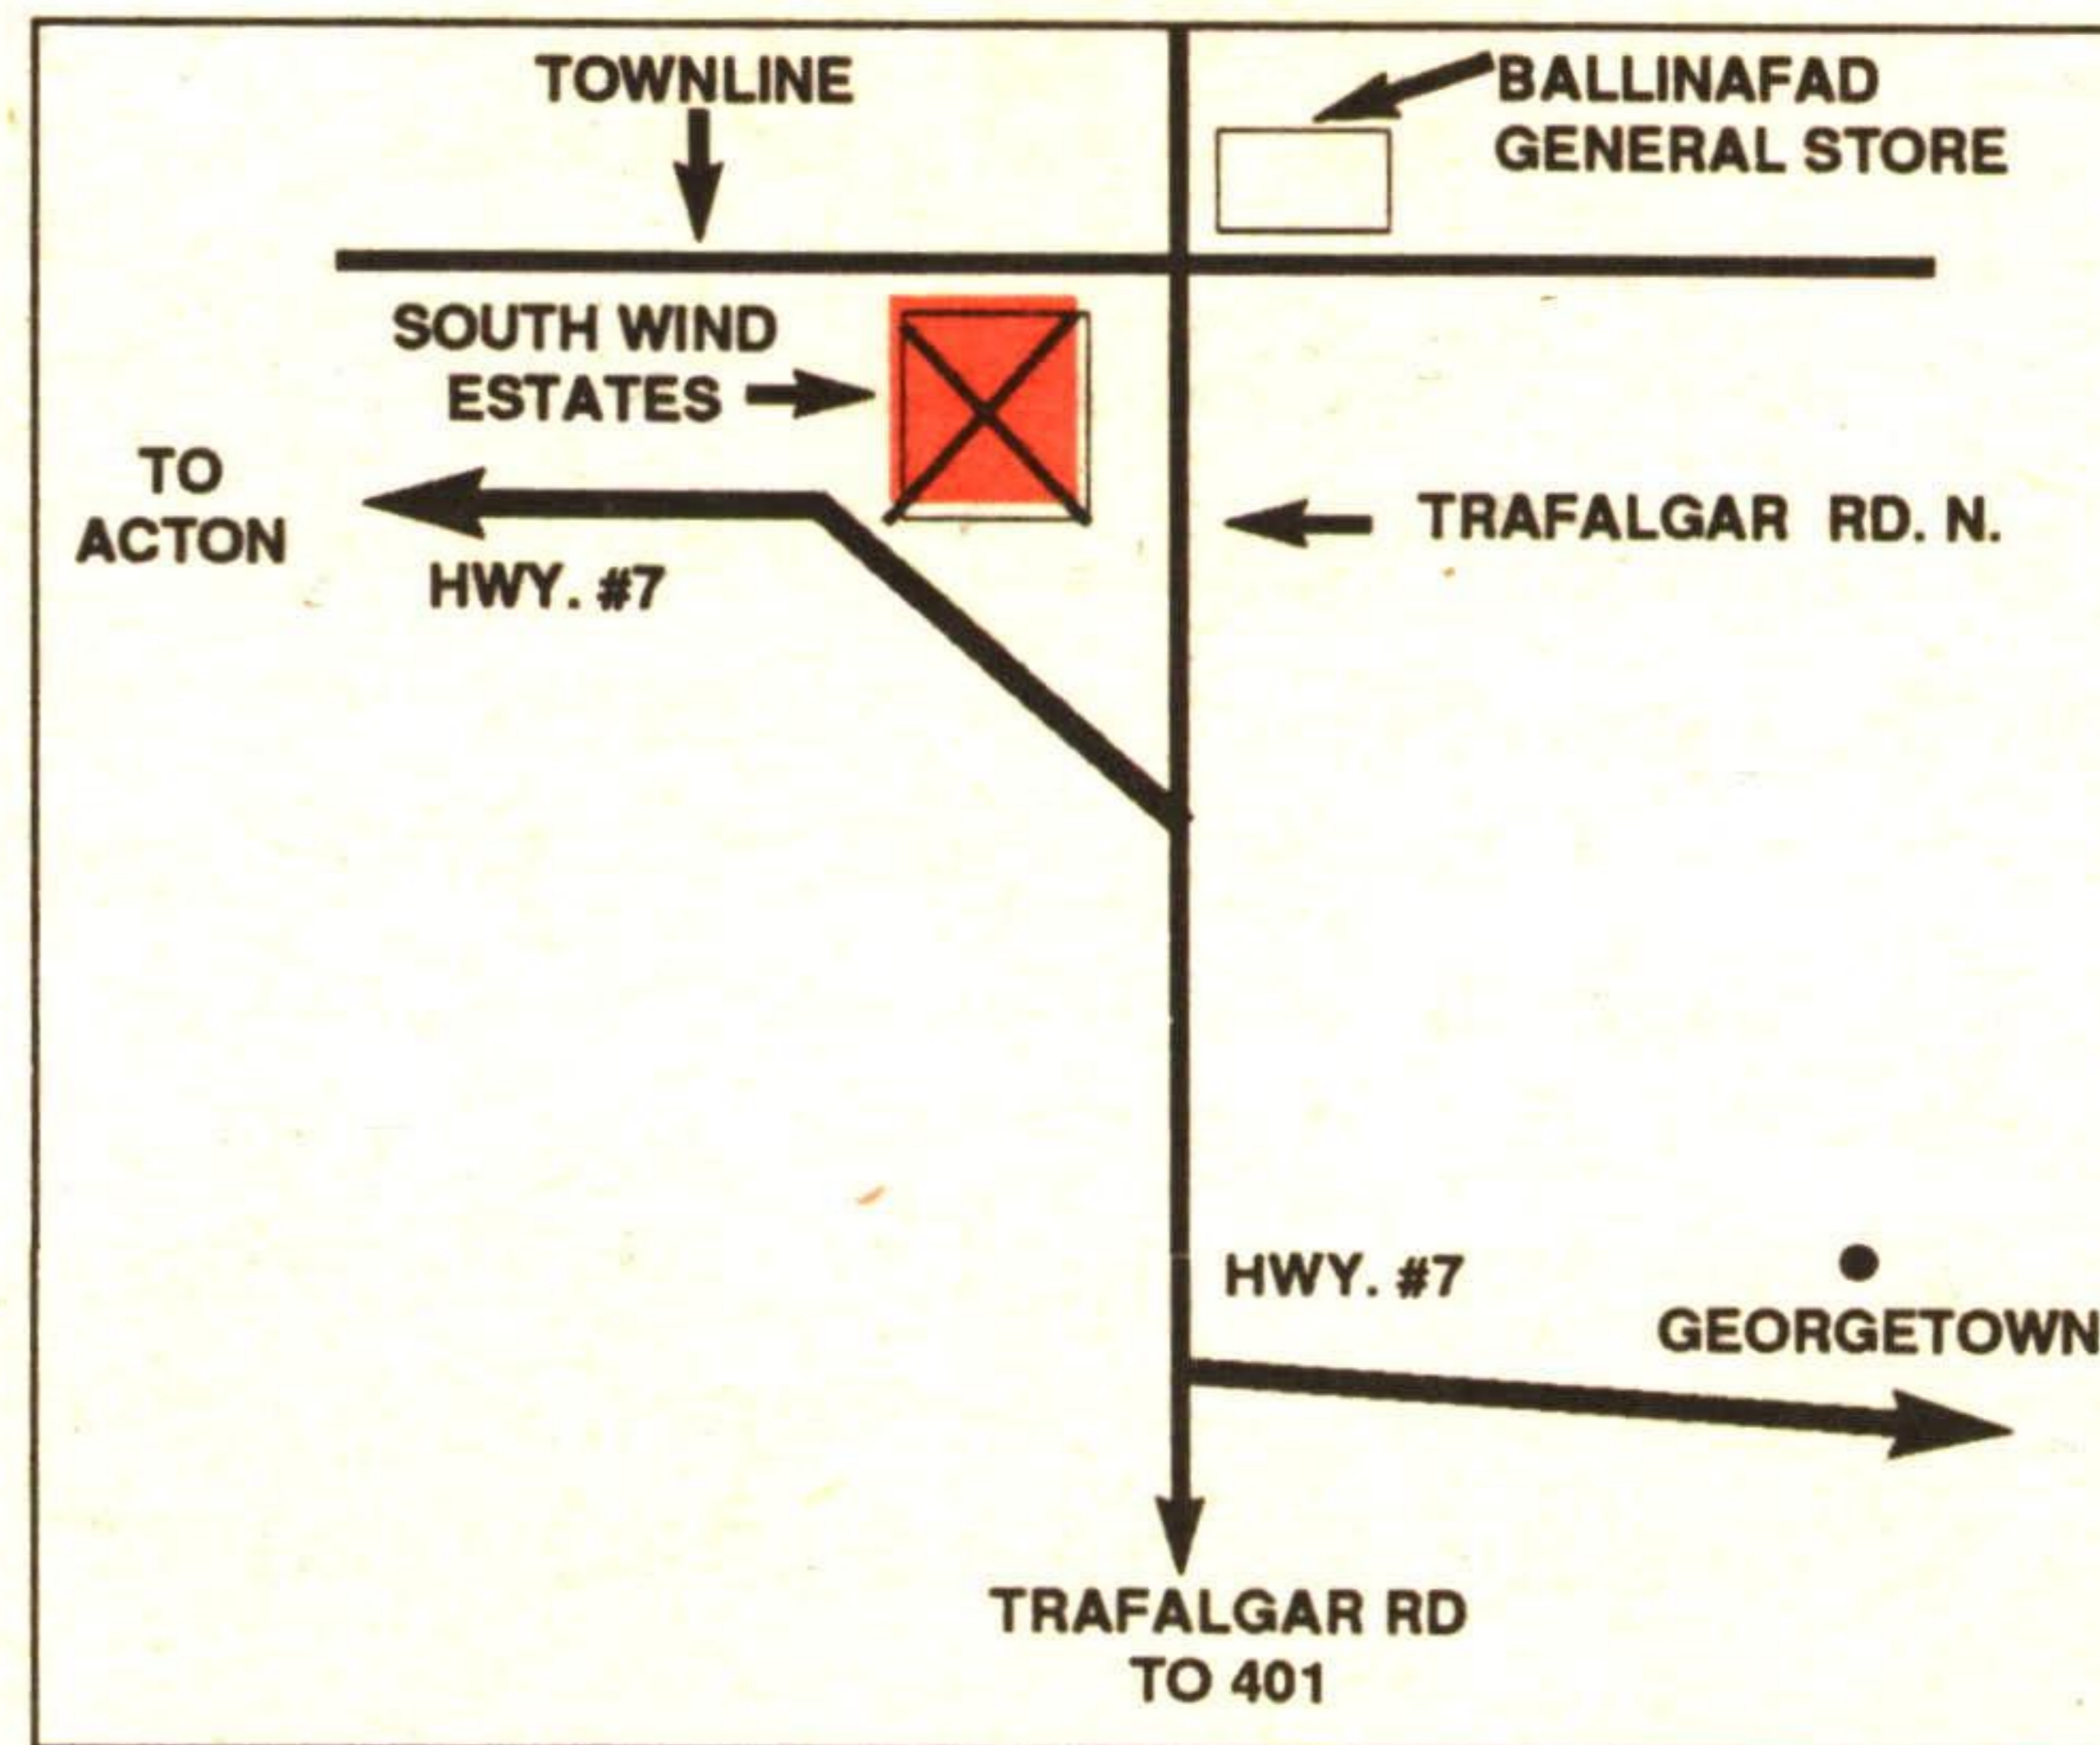 TOWNLINE
BALLINAFAD
GENERAL STORE
SOUTH WIND
ESTATES
TO
ACTON
HWY. #7
TRAFALGAR RD. N.
HWY. #7
GEORGETOWN
TRAFALGAR RD
TO 401